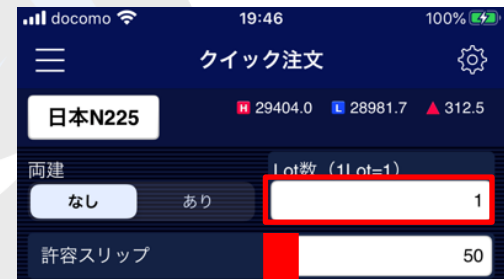 docomo 19:46 100%
クイック注文
日本N225 H 29404.0 L 28981.7 ▲ 312.5
両建 Lot数（1Lot=1）
なし あり 1
許容スリップ 50